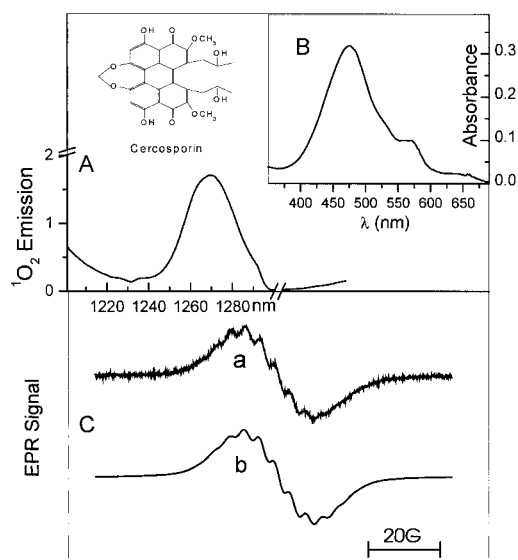 OH
O
OCH₃
OH
O
O
OH
OCH₃
OH
O
Cercosporin
A
2
1
0
¹O₂ Emission
1220 1240 1260 1280 nm
B
0.3
0.2
0.1
0.0
Absorbance
400 450 500 550 600 650
λ (nm)
a
C
b
EPR Signal
20G